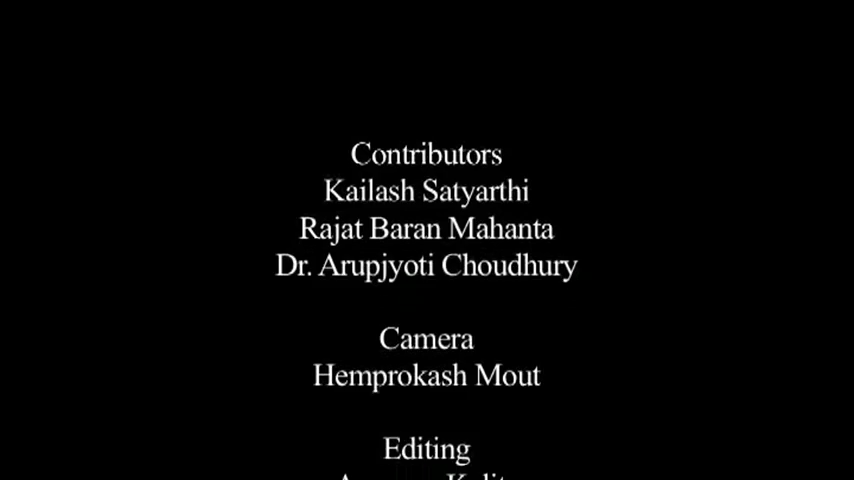 Contributors
Kailash Satyarthi
Rajat Baran Mahanta
Dr. Arupjyoti Choudhury
Camera
Hemprokash Mout
Editing